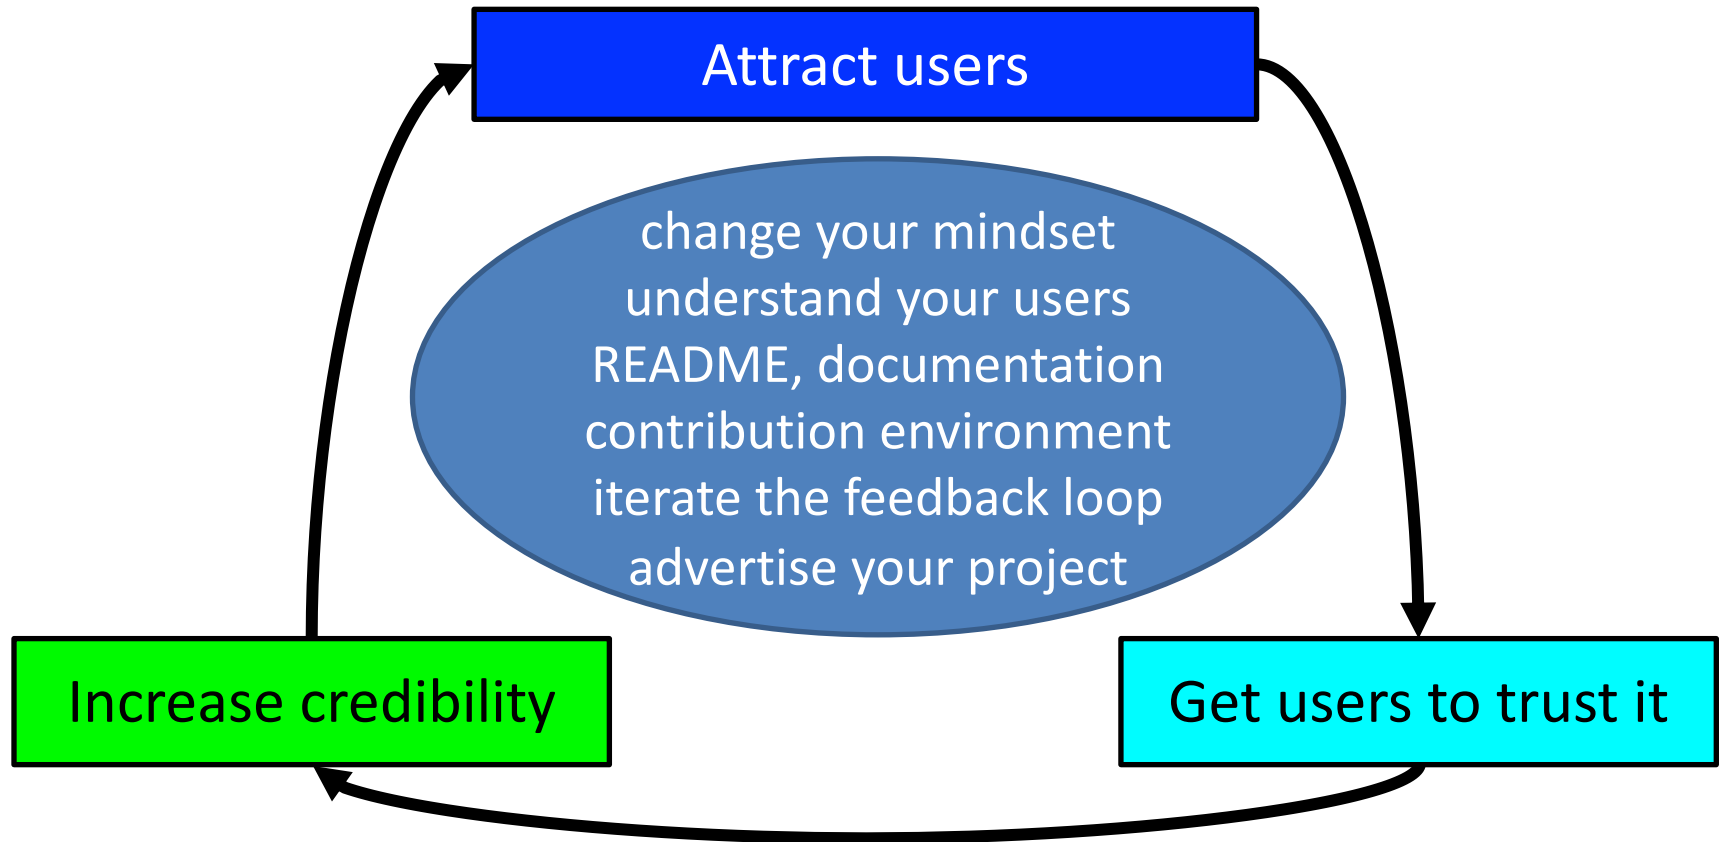 Attract users
change your mindset
understand your users
README, documentation
contribution environment
iterate the feedback loop
advertise your project
Increase credibility
Get users to trust it